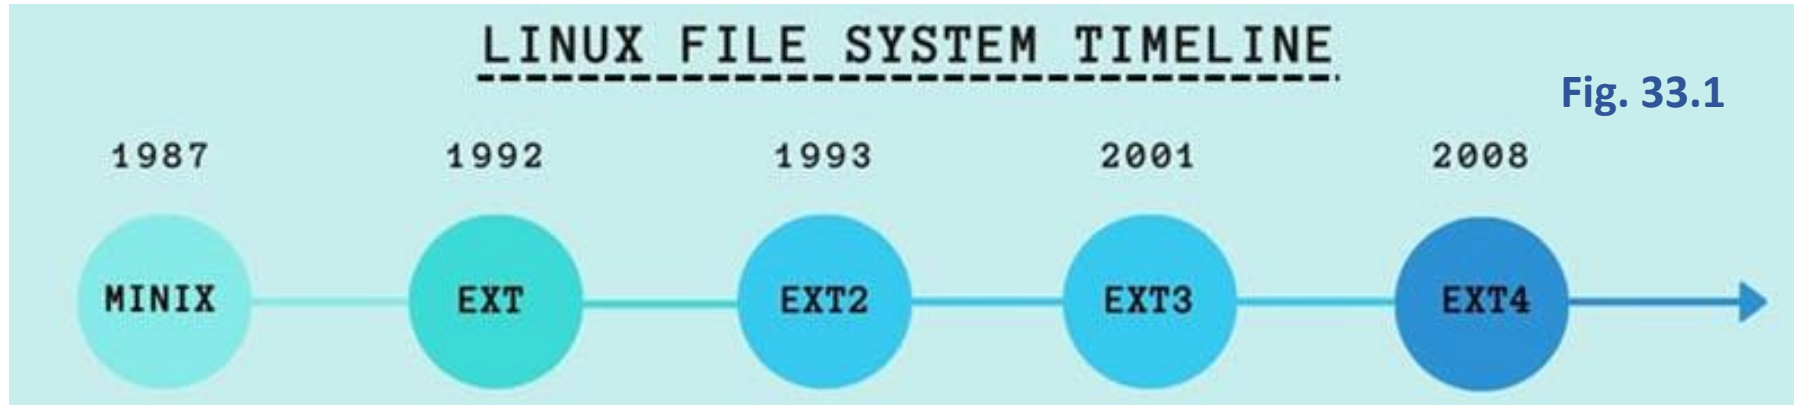 LINUX FILE SYSTEM TIMELINE
Fig. 33.1
1987 1992 1993 2001 2008
MINIX EXT EXT2 EXT3 EXT4